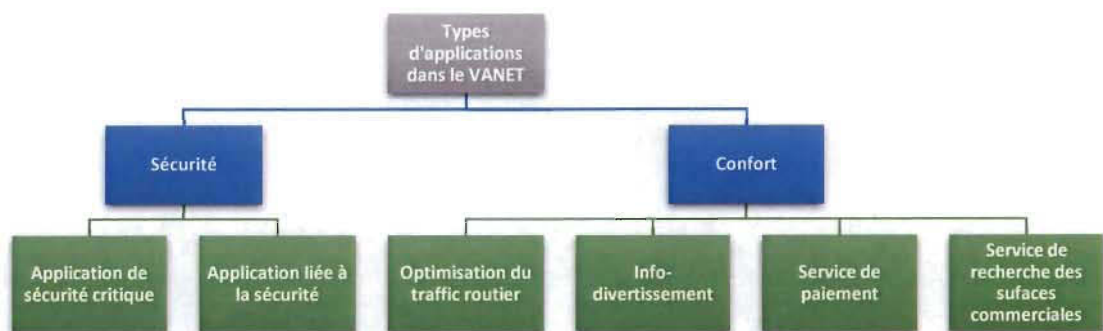 Types
d'applications
dans le VANET
Sécurité
Confort
Application de
sécurité critique
Application liée à
la sécurité
Optimisation du
traffic routier
Info-
divertissement
Service de
paiement
Service de
recherche des
sufaces
commerciales